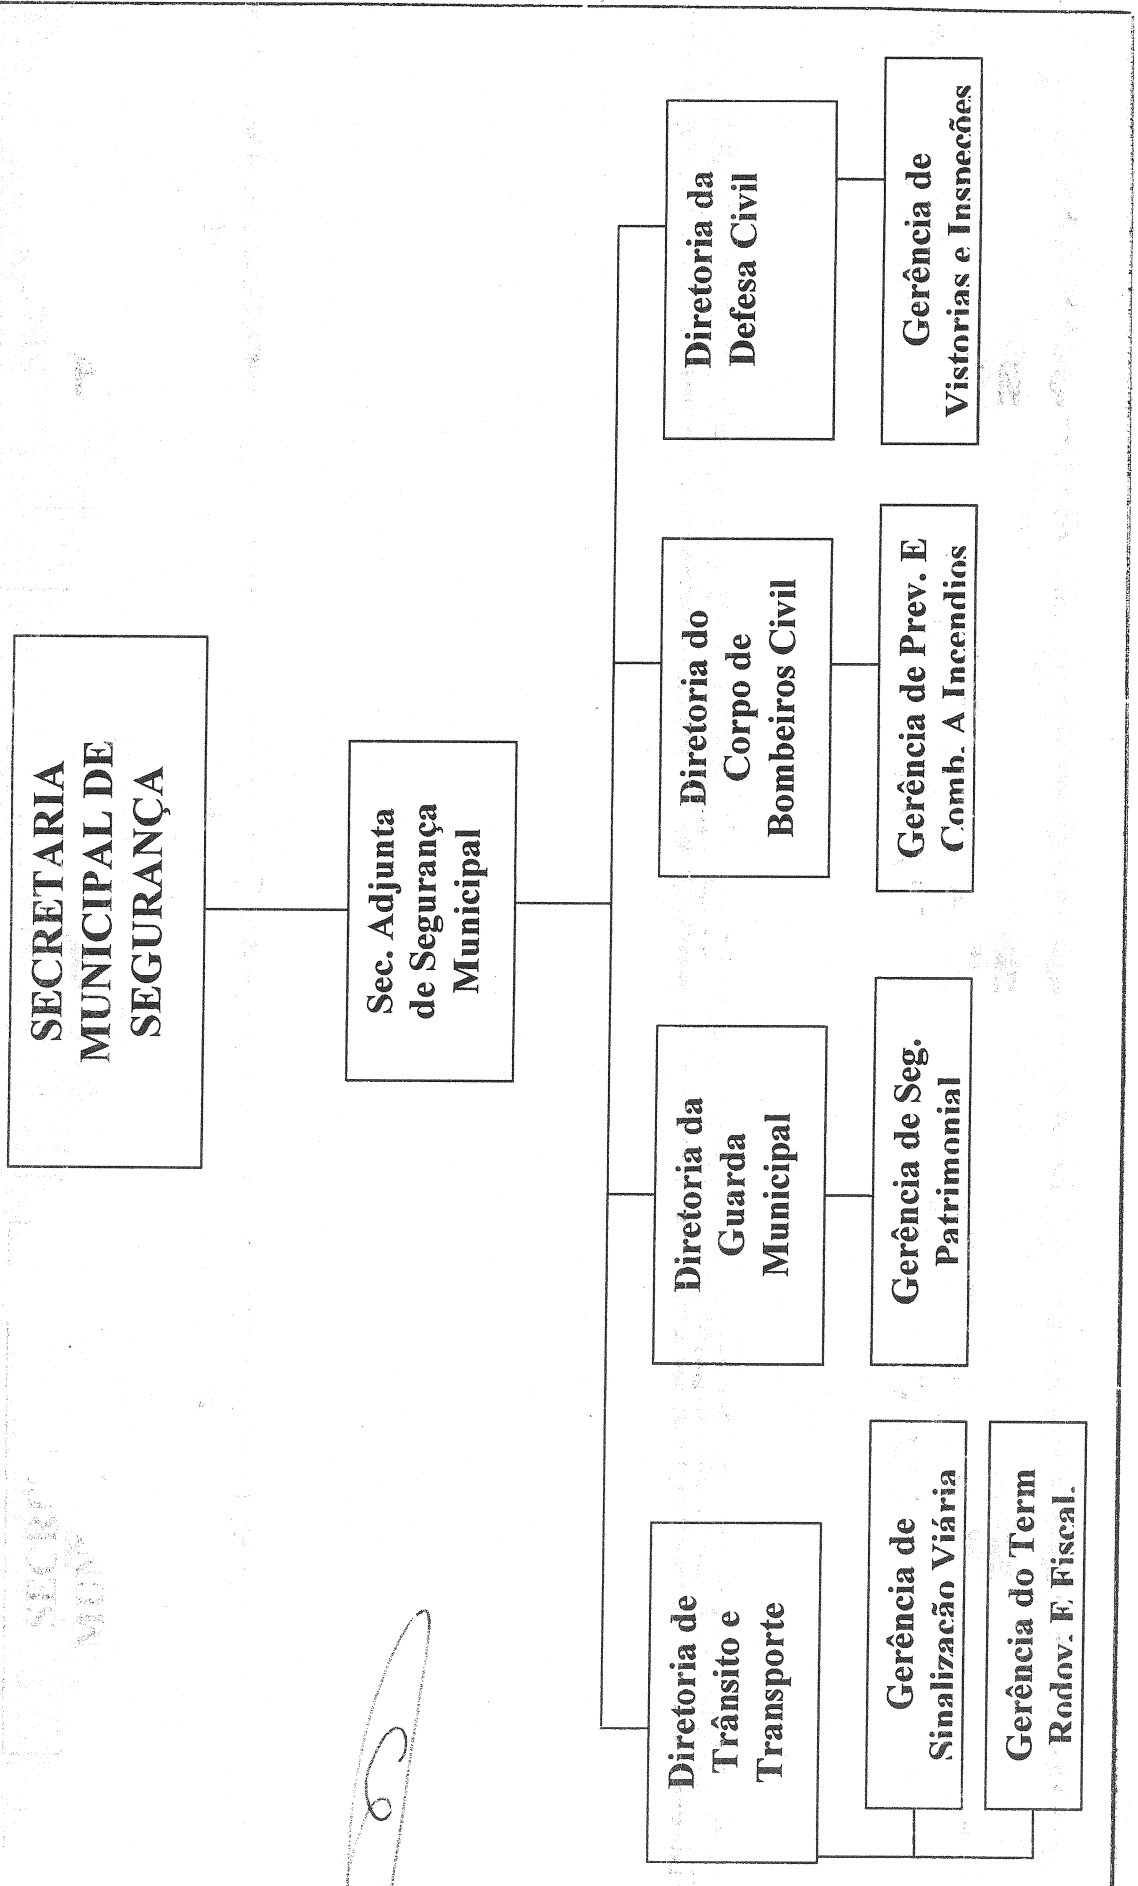 SECRETARIA
MUNICIPAL DE
SEGURANÇA
Sec. Adjunta
de Segurança
Municipal
Diretoria de
Trânsito e
Transporte
Diretoria da
Guarda
Municipal
Diretoria do
Corpo de
Bombeiros Civil
Diretoria da
Defesa Civil
Gerência de
Sinalização Viária
Gerência do Term
Rodov. E Fiscal.
Gerência de Seg.
Patrimonial
Gerência de Prev. E
Comb. A Incendios
Gerência de
Vistorias e Inspeções